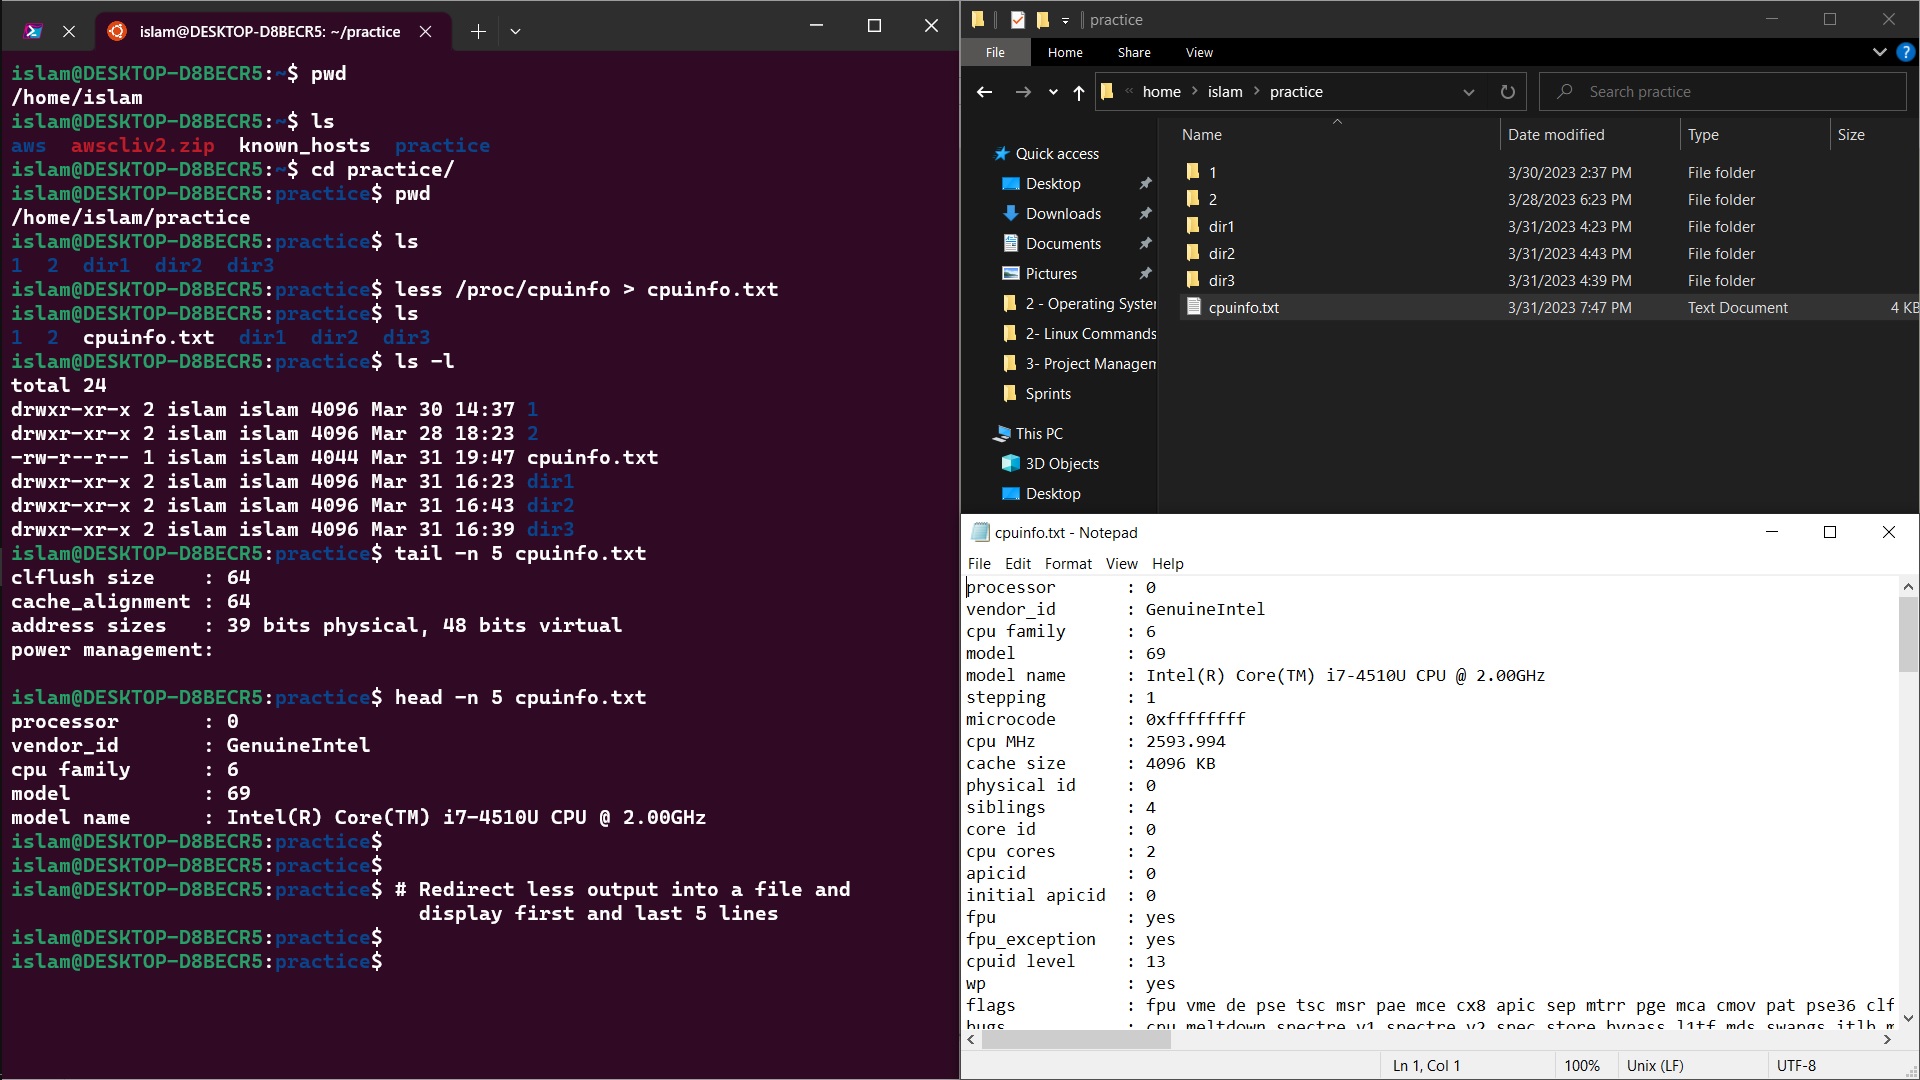 islam@DESKTOP-D8BECR5: ~/practice
islam@DESKTOP-D8BECR5:~$ pwd
/home/islam
islam@DESKTOP-D8BECR5:~$ ls
aws  awscliv2.zip  known_hosts  practice
islam@DESKTOP-D8BECR5:~$ cd practice/
islam@DESKTOP-D8BECR5:practice$ pwd
/home/islam/practice
islam@DESKTOP-D8BECR5:practice$ ls
1  2  dir1  dir2  dir3
islam@DESKTOP-D8BECR5:practice$ less /proc/cpuinfo > cpuinfo.txt
islam@DESKTOP-D8BECR5:practice$ ls
1  2  cpuinfo.txt  dir1  dir2  dir3
islam@DESKTOP-D8BECR5:practice$ ls -l
total 24
drwxr-xr-x 2 islam islam 4096 Mar 30 14:37 1
drwxr-xr-x 2 islam islam 4096 Mar 28 18:23 2
-rw-r--r-- 1 islam islam 4044 Mar 31 19:47 cpuinfo.txt
drwxr-xr-x 2 islam islam 4096 Mar 31 16:23 dir1
drwxr-xr-x 2 islam islam 4096 Mar 31 16:43 dir2
drwxr-xr-x 2 islam islam 4096 Mar 31 16:39 dir3
islam@DESKTOP-D8BECR5:practice$ tail -n 5 cpuinfo.txt
clflush size    : 64
cache_alignment : 64
address sizes   : 39 bits physical, 48 bits virtual
power management:
islam@DESKTOP-D8BECR5:practice$ head -n 5 cpuinfo.txt
processor       : 0
vendor_id       : GenuineIntel
cpu family      : 6
model           : 69
model name      : Intel(R) Core(TM) i7-4510U CPU @ 2.00GHz
islam@DESKTOP-D8BECR5:practice$
islam@DESKTOP-D8BECR5:practice$
islam@DESKTOP-D8BECR5:practice$ # Redirect less output into a file and
display first and last 5 lines
islam@DESKTOP-D8BECR5:practice$
islam@DESKTOP-D8BECR5:practice$
practice
File  Home  Share  View
home > islam > practice
Search practice
Name  Date modified  Type  Size
1  3/30/2023 2:37 PM  File folder
2  3/28/2023 6:23 PM  File folder
dir1  3/31/2023 4:23 PM  File folder
dir2  3/31/2023 4:43 PM  File folder
dir3  3/31/2023 4:39 PM  File folder
cpuinfo.txt  3/31/2023 7:47 PM  Text Document  4 KB
Quick access
Desktop
Downloads
Documents
Pictures
2 - Operating Syster
2- Linux Commands
3- Project Managem
Sprints
This PC
3D Objects
Desktop
cpuinfo.txt - Notepad
File  Edit  Format  View  Help
processor       : 0
vendor_id       : GenuineIntel
cpu family      : 6
model           : 69
model name      : Intel(R) Core(TM) i7-4510U CPU @ 2.00GHz
stepping        : 1
microcode       : 0xffffffff
cpu MHz         : 2593.994
cache size      : 4096 KB
physical id     : 0
siblings        : 4
core id         : 0
cpu cores       : 2
apicid          : 0
initial apicid  : 0
fpu             : yes
fpu_exception   : yes
cpuid level     : 13
wp              : yes
flags           : fpu vme de pse tsc msr pae mce cx8 apic sep mtrr pge mca cmov pat pse36 clf
bugs            : cpu_meltdown spectre_v1 spectre_v2 spec_store_bypass l1tf mds swapgs itlb_m
Ln 1, Col 1  100%  Unix (LF)  UTF-8